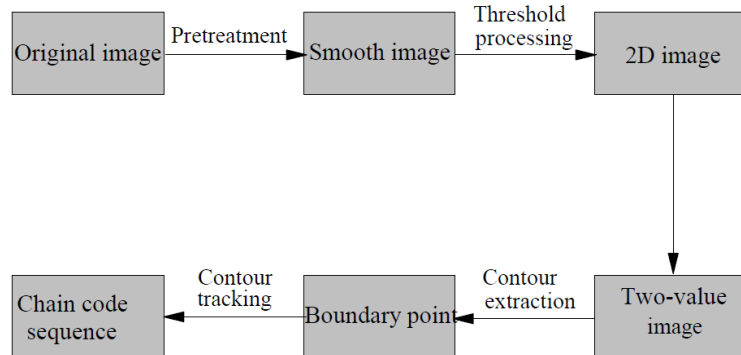 Original image
Pretreatment
Smooth image
Threshold
processing
2D image
Two-value
image
Contour
extraction
Boundary point
Contour
tracking
Chain code
sequence